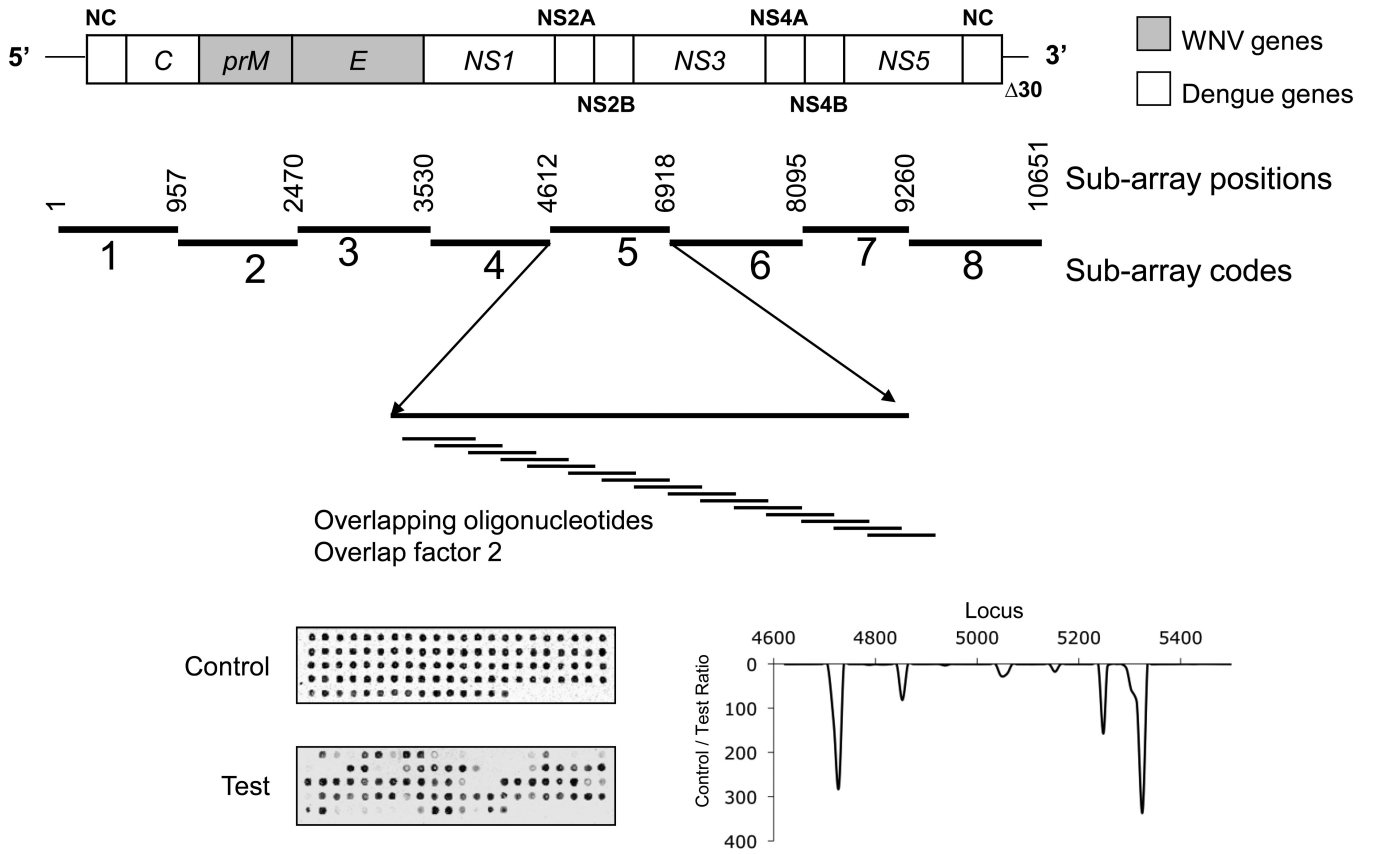 NC NS2A NS4A NC
5’ C prM E NS1 NS3 NS5 3’
NS2B NS4B Δ30
WNV genes
Dengue genes
1 957 2470 3530 4612 6918 8095 9260 10651
Sub-array positions
1 2 3 4 5 6 7 8
Sub-array codes
Overlapping oligonucleotides
Overlap factor 2
Control
Test
Locus
4600 4800 5000 5200 5400
Control / Test Ratio
0
100
200
300
400